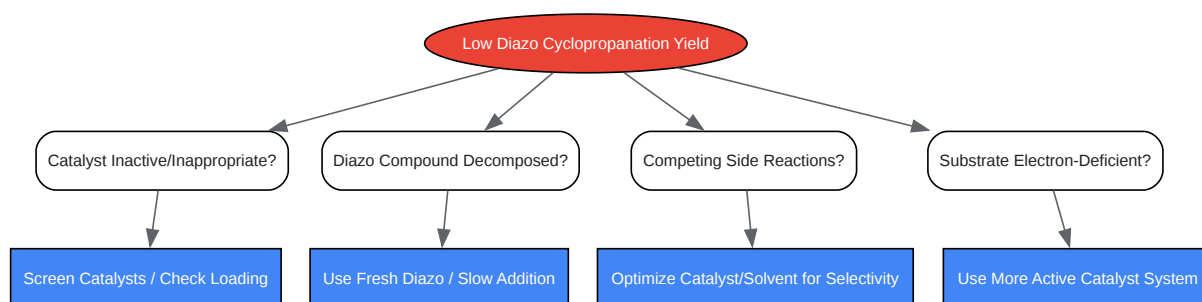 Low Diazo Cyclopropanation Yield
Catalyst Inactive/Inappropriate?
Diazo Compound Decomposed?
Competing Side Reactions?
Substrate Electron-Deficient?
Screen Catalysts / Check Loading
Use Fresh Diazo / Slow Addition
Optimize Catalyst/Solvent for Selectivity
Use More Active Catalyst System